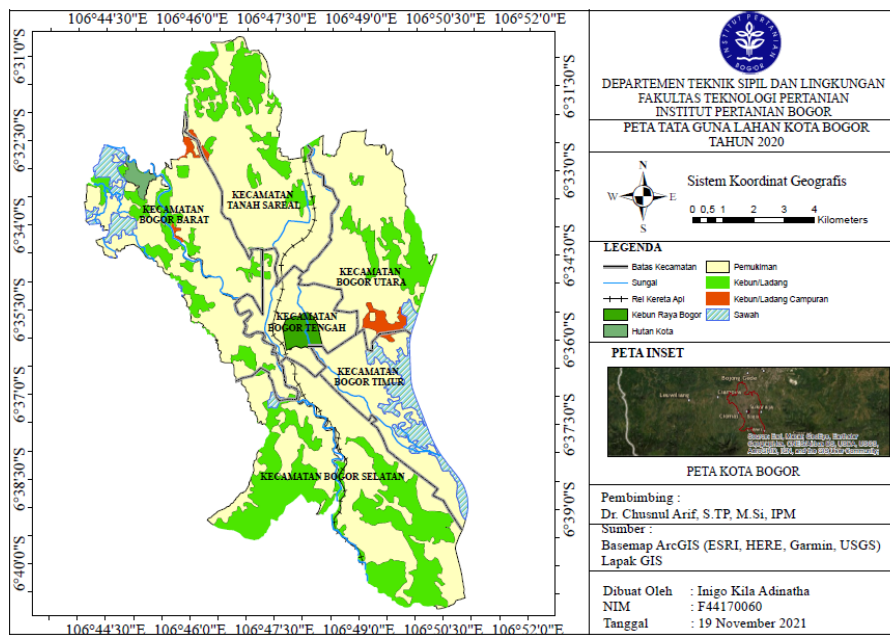 106°44'30"E 106°46'0"E 106°47'30"E 106°49'0"E 106°50'30"E 106°52'0"E
6°31'0"S
6°32'30"S
6°34'0"S
6°35'30"S
6°37'0"S
6°38'30"S
6°40'0"S
KECAMATAN
TANAH SAREAL
KECAMATAN
BOGOR BARAT
KECAMATAN
BOGOR UTARA
KECAMATAN
BOGOR TENGAH
KECAMATAN
BOGOR TIMUR
KECAMATAN BOGOR SELATAN
6°31'30"S
6°33'0"S
6°34'30"S
6°36'0"S
6°37'30"S
6°39'0"S
106°44'30"E 106°46'0"E 106°47'30"E 106°49'0"E 106°50'30"E 106°52'0"E
INSTITUT PERTANIAN
BOGOR
DEPARTEMEN TEKNIK SIPIL DAN LINGKUNGAN
FAKULTAS TEKNOLOGI PERTANIAN
INSTITUT PERTANIAN BOGOR
PETA TATA GUNA LAHAN KOTA BOGOR
TAHUN 2020
N
W E
S
Sistem Koordinat Geografis
0 0,5 1 2 3 4
Kilometers
LEGENDA
Batas Kecamatan Pemukiman
Sungai Kebun/Ladang
Rel Kereta Api Kebun/Ladang Campuran
Kebun Raya Bogor Sawah
Hutan Kota
PETA INSET
PETA KOTA BOGOR
Pembimbing :
Dr. Chusnul Arif, S.TP, M.Si, IPM
Sumber :
Basemap ArcGIS (ESRI, HERE, Garmin, USGS)
Lapak GIS
Dibuat Oleh : Inigo Kila Adinatha
NIM : F44170060
Tanggal : 19 November 2021